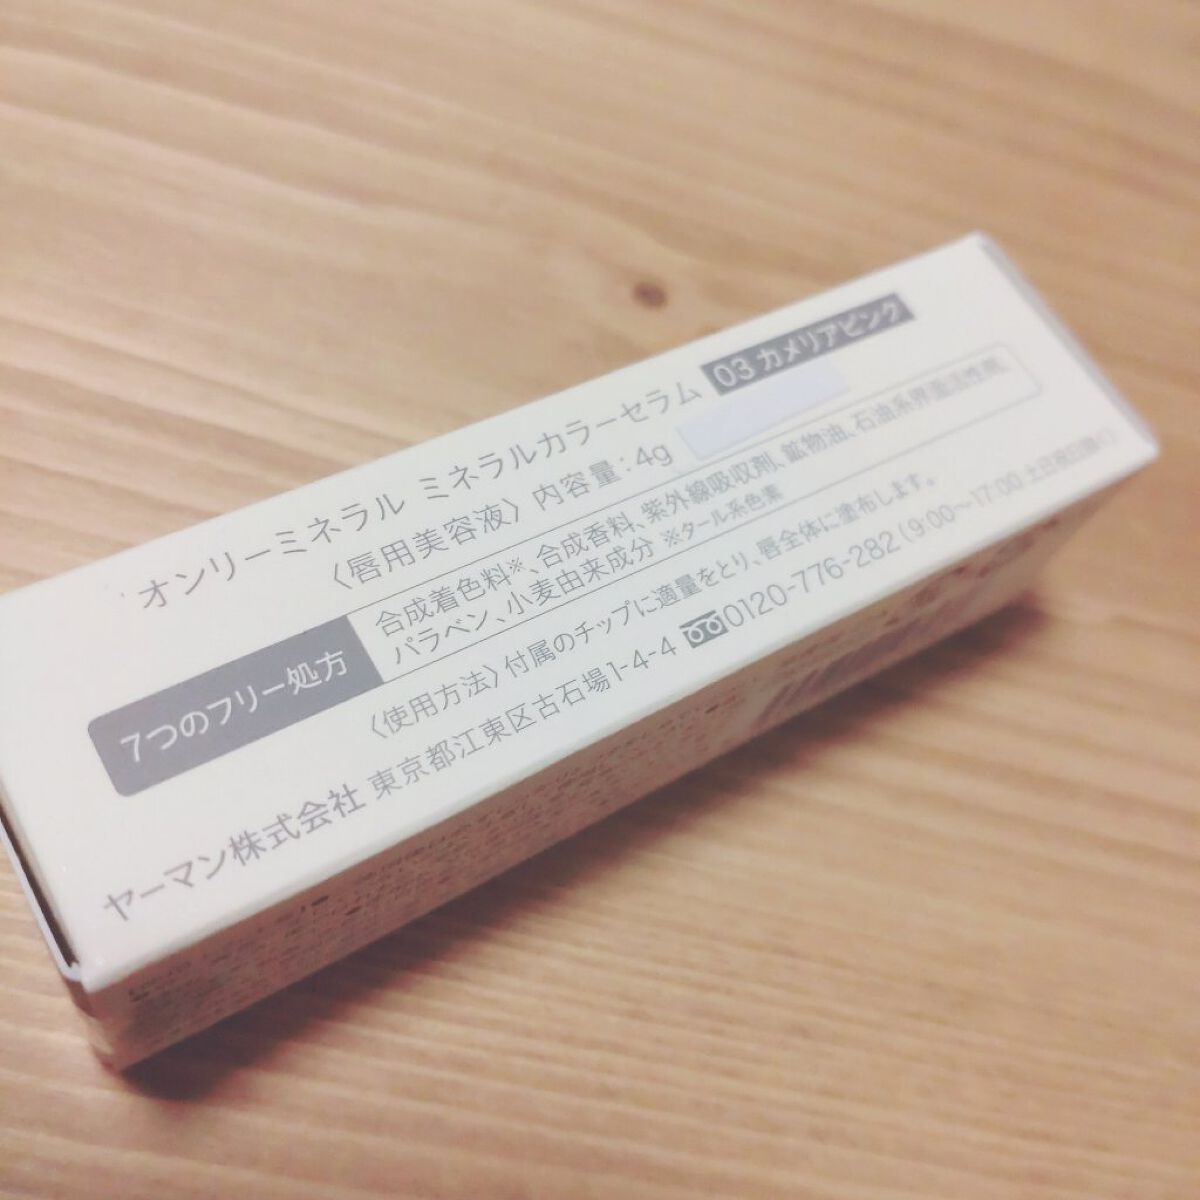 オンリーミネラル ミネラルカラーセラム 03 カメリアピンク
〈唇用美容液〉内容量：4g
7つのフリー処方
合成着色料※、合成香料、紫外線吸収剤、鉱物油、石油系界面活性剤、
パラベン、小麦由来成分 ※タール系色素
〈使用方法〉付属のチップに適量をとり、唇全体に塗布します。
ヤーマン株式会社 東京都江東区古石場1-4-4 0120-776-282（9:00〜17:00 土日祝日除く）